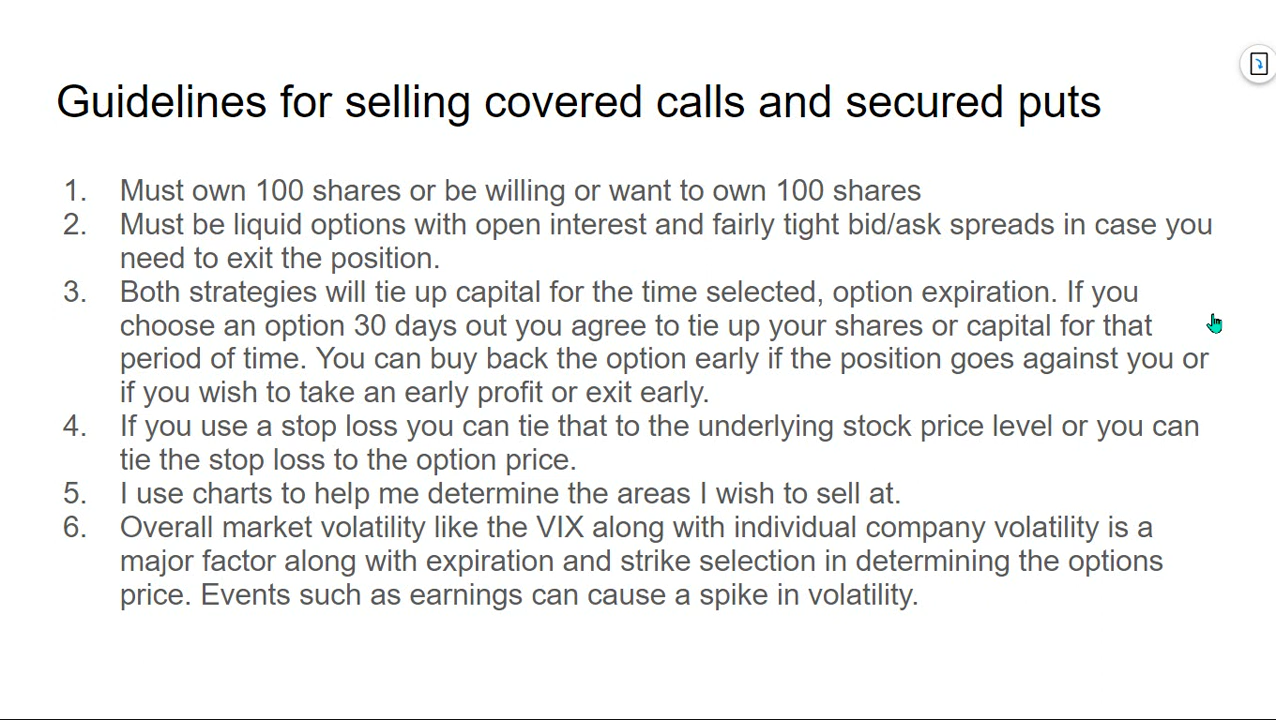 Guidelines for selling covered calls and secured puts
1. Must own 100 shares or be willing or want to own 100 shares
2. Must be liquid options with open interest and fairly tight bid/ask spreads in case you
need to exit the position.
3. Both strategies will tie up capital for the time selected, option expiration. If you
choose an option 30 days out you agree to tie up your shares or capital for that
period of time. You can buy back the option early if the position goes against you or
if you wish to take an early profit or exit early.
4. If you use a stop loss you can tie that to the underlying stock price level or you can
tie the stop loss to the option price.
5. I use charts to help me determine the areas I wish to sell at.
6. Overall market volatility like the VIX along with individual company volatility is a
major factor along with expiration and strike selection in determining the options
price. Events such as earnings can cause a spike in volatility.